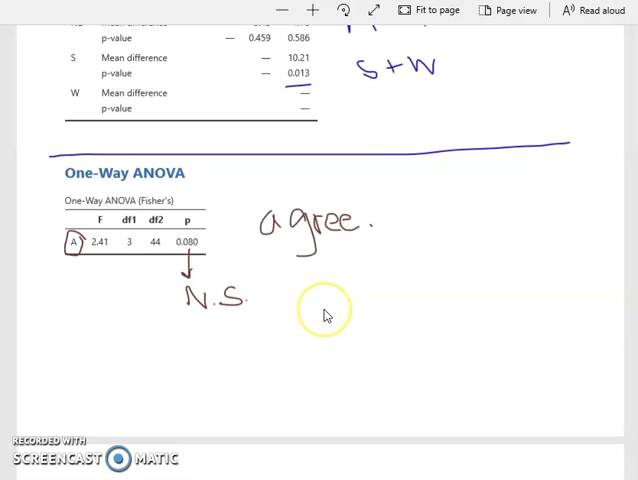 Fit to page
Page view
A) Read aloud
p-value — 0.459 0.586
S Mean difference — 10.21
p-value — 0.013
W Mean difference —
p-value —
S + W
One-Way ANOVA
One-Way ANOVA (Fisher's)
F df1 df2 p
A 2.41 3 44 0.080
agree.
N.S.
RECORDED WITH
SCREENCAST MATIC